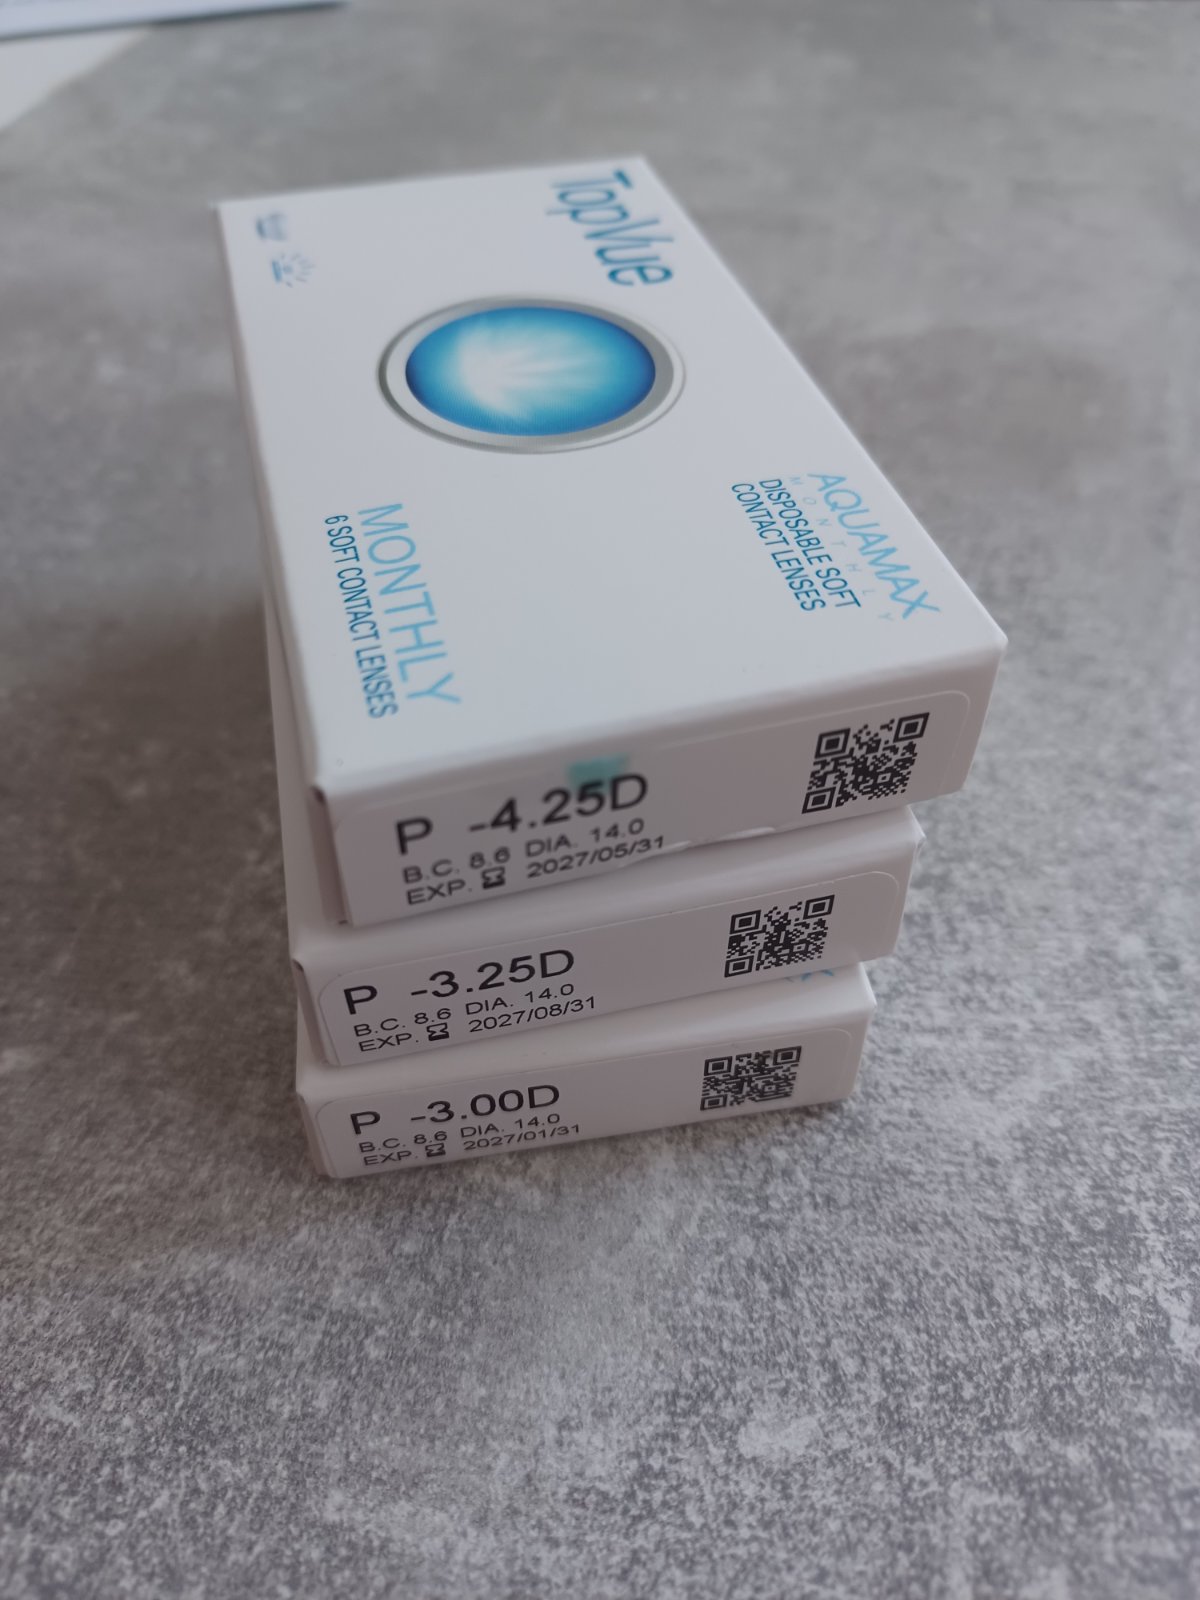 TopVue
AQUAMAX
MONTHLY
DISPOSABLE SOFT
CONTACT LENSES
MONTHLY
6 SOFT CONTACT LENSES
P -4.25D
B.C. 8.6 DIA. 14.0
EXP. 2027/05/31
P -3.25D
B.C. 8.6 DIA. 14.0
EXP. 2027/08/31
P -3.00D
B.C. 8.6 DIA. 14.0
EXP. 2027/01/31